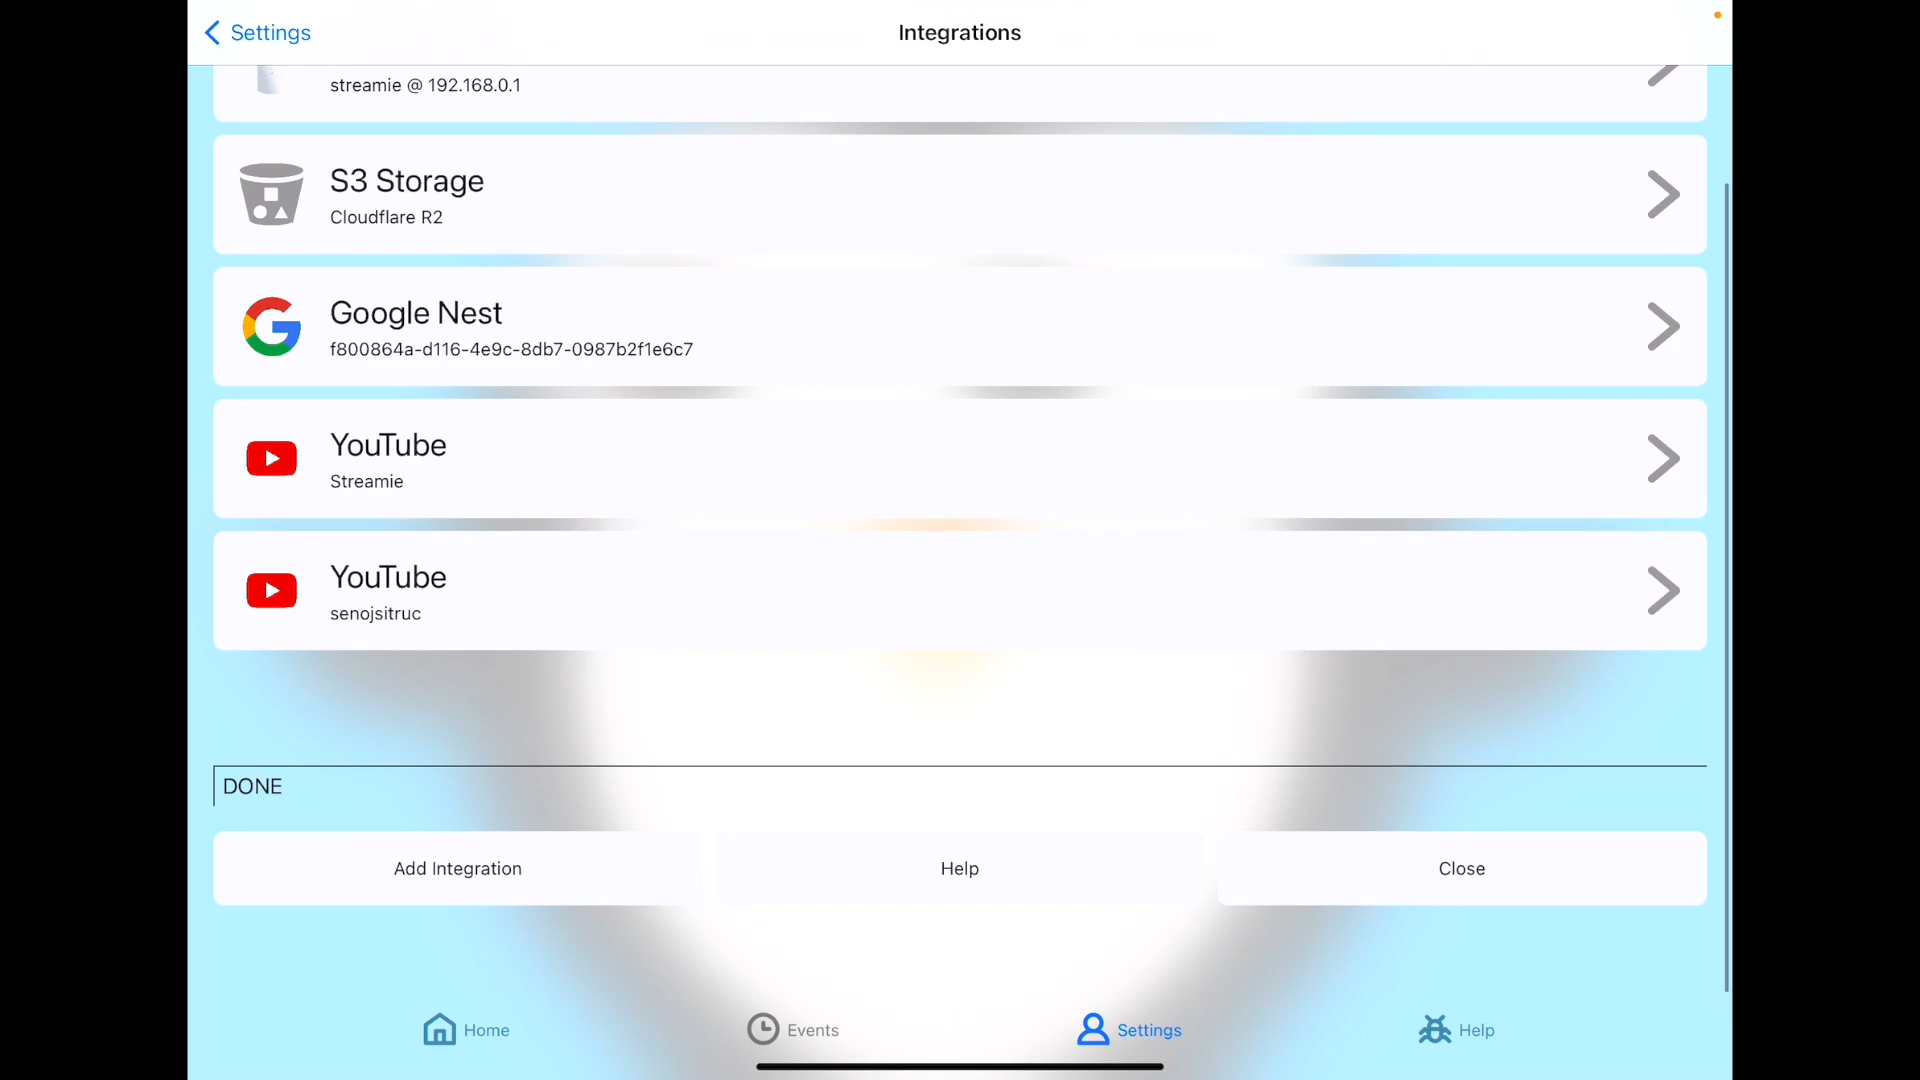 Settings
Integrations
streamie @ 192.168.0.1
S3 Storage
Cloudflare R2
Google Nest
f800864a-d116-4e9c-8db7-0987b2f1e6c7
YouTube
Streamie
YouTube
senojsitruc
DONE
Add Integration
Help
Close
Home
Events
Settings
Help